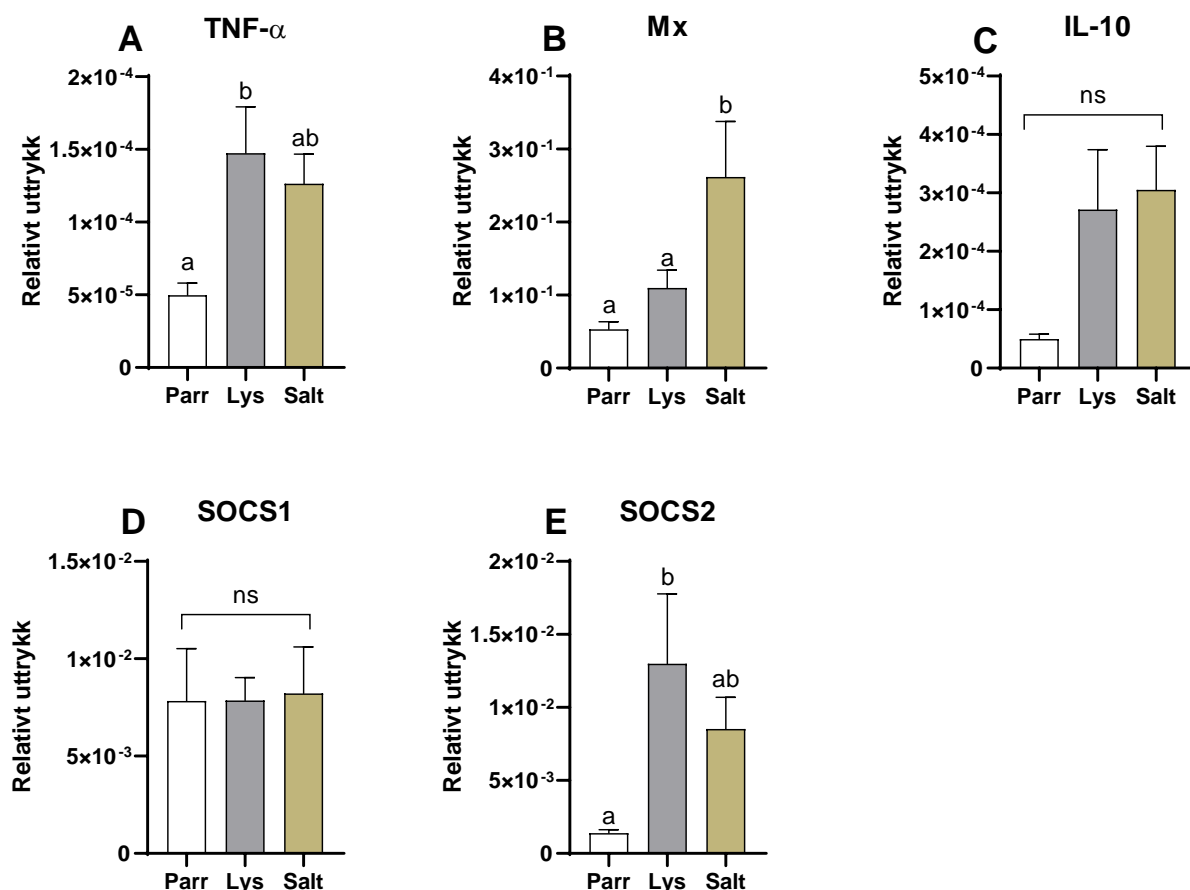 A TNF-α
Relativt uttrykk
2×10⁻⁴
1.5×10⁻⁴
1×10⁻⁴
5×10⁻⁵
0
a
b
ab
Parr Lys Salt
B Mx
Relativt uttrykk
4×10⁻¹
3×10⁻¹
2×10⁻¹
1×10⁻¹
0
a
a
b
Parr Lys Salt
C IL-10
Relativt uttrykk
5×10⁻⁴
4×10⁻⁴
3×10⁻⁴
2×10⁻⁴
1×10⁻⁴
0
ns
Parr Lys Salt
D SOCS1
Relativt uttrykk
1.5×10⁻²
1×10⁻²
5×10⁻³
0
ns
Parr Lys Salt
E SOCS2
Relativt uttrykk
2×10⁻²
1.5×10⁻²
1×10⁻²
5×10⁻³
0
a
b
ab
Parr Lys Salt